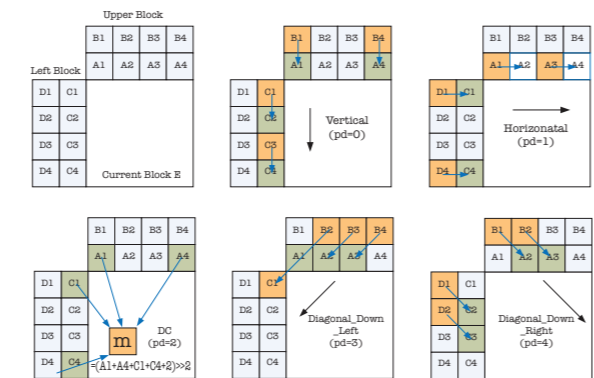 Upper Block
B1 B2 B3 B4
A1 A2 A3 A4
Left Block
D1 C1
D2 C2
D3 C3
D4 C4
Current Block E
B1 B2 B3 B4
A1 A2 A3 A4
D1 C1
D2 C2
D3 C3
D4 C4
Vertical
(pd=0)
B1 B2 B3 B4
A1 A2 A3 A4
D1 C1
D2 C2
D3 C3
D4 C4
Horizonatal
(pd=1)
B1 B2 B3 B4
A1 A2 A3 A4
D1 C1
D2 C2
D3 C3
D4 C4
m
DC
(pd=2)
=(A1+A4+C1+C4+2)>>2
B1 B2 B3 B4
A1 A2 A3 A4
D1 C1
D2 C2
D3 C3
D4 C4
Diagonal_Down
_Left
(pd=3)
B1 B2 B3 B4
A1 A2 A3 A4
D1 C1
D2 C2
D3 C3
D4 C4
Diagonal_Down
_Right
(pd=4)